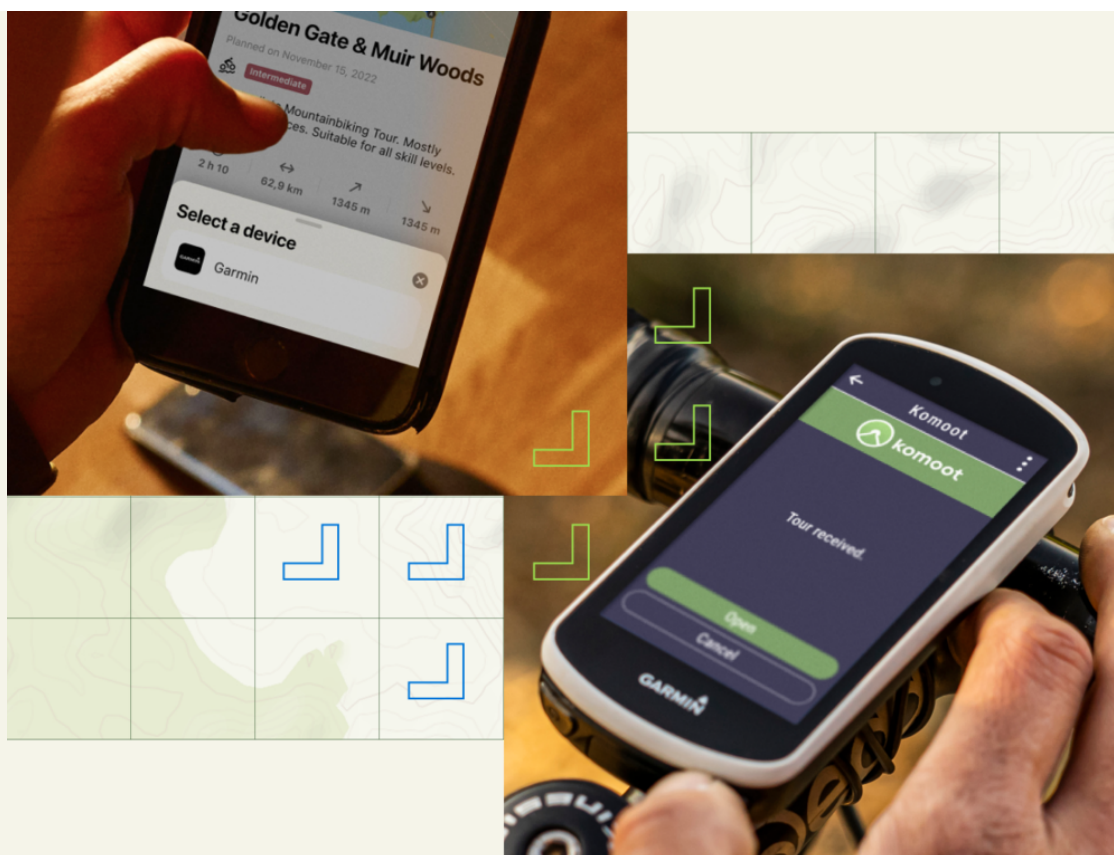 Golden Gate & Muir Woods
Planned on November 15, 2022
Intermediate
Mountainbiking Tour. Mostly
Suitable for all skill levels.
2 h 10
62,9 km
1345 m
1345 m
Select a device
GARMIN
Garmin
Komoot
komoot
Tour received.
Open
Cancel
GARMIN